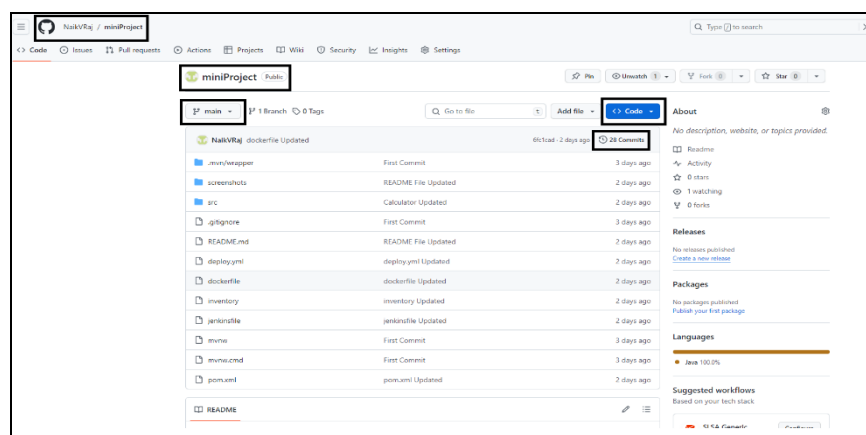 NaikVRaj / miniProject
Type / to search
Code Issues Pull requests Actions Projects Wiki Security Insights Settings
miniProject Public
Pin Unwatch 1 Fork 0 Star 0
main 1 Branch 0 Tags Go to file t Add file Code
NaikVRaj dockerfile Updated 6fc1cad · 2 days ago 28 Commits
.mvn/wrapper First Commit 3 days ago
screenshots README File Updated 2 days ago
src Calculator Updated 2 days ago
.gitignore First Commit 3 days ago
README.md README File Updated 2 days ago
deploy.yml deploy.yml Updated 2 days ago
dockerfile dockerfile Updated 2 days ago
inventory inventory Updated 2 days ago
jenkinsfile jenkinsfile Updated 2 days ago
mvnw First Commit 3 days ago
mvnw.cmd First Commit 3 days ago
pom.xml pom.xml Updated 2 days ago
README
About
No description, website, or topics provided.
Readme
Activity
0 stars
1 watching
0 forks
Releases
No releases published
Create a new release
Packages
No packages published
Publish your first package
Languages
Java 100.0%
Suggested workflows
Based on your tech stack
SLSA Generic Configure